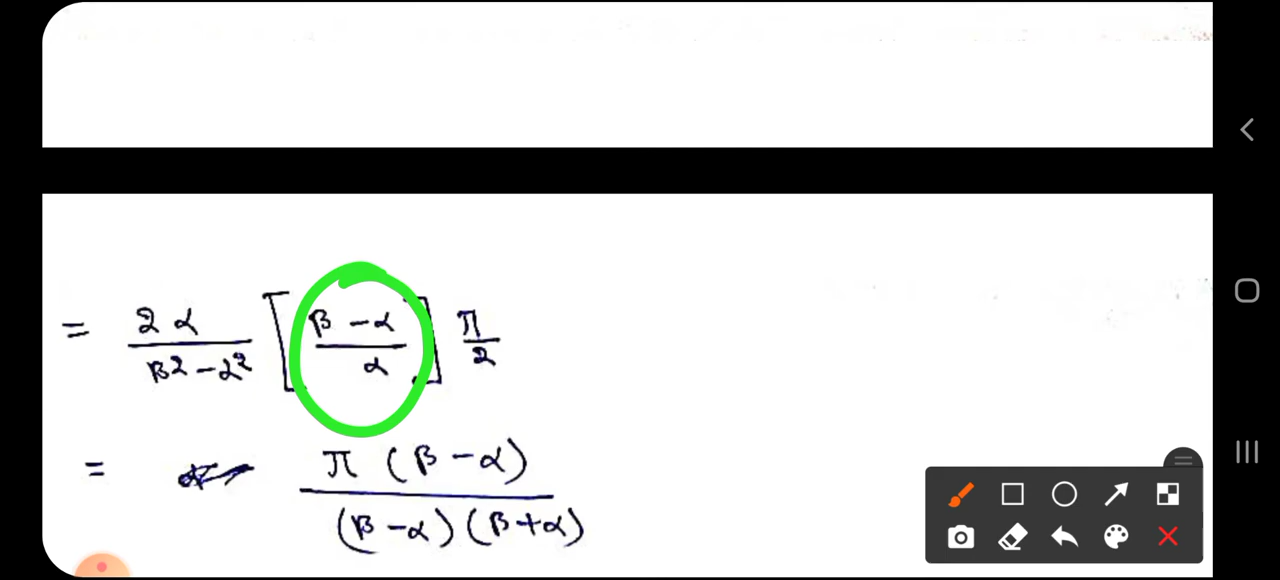 = 2α / (β² - α²) [ (β - α) / α ] π/2
= π (β - α) / (β - α) (β + α)